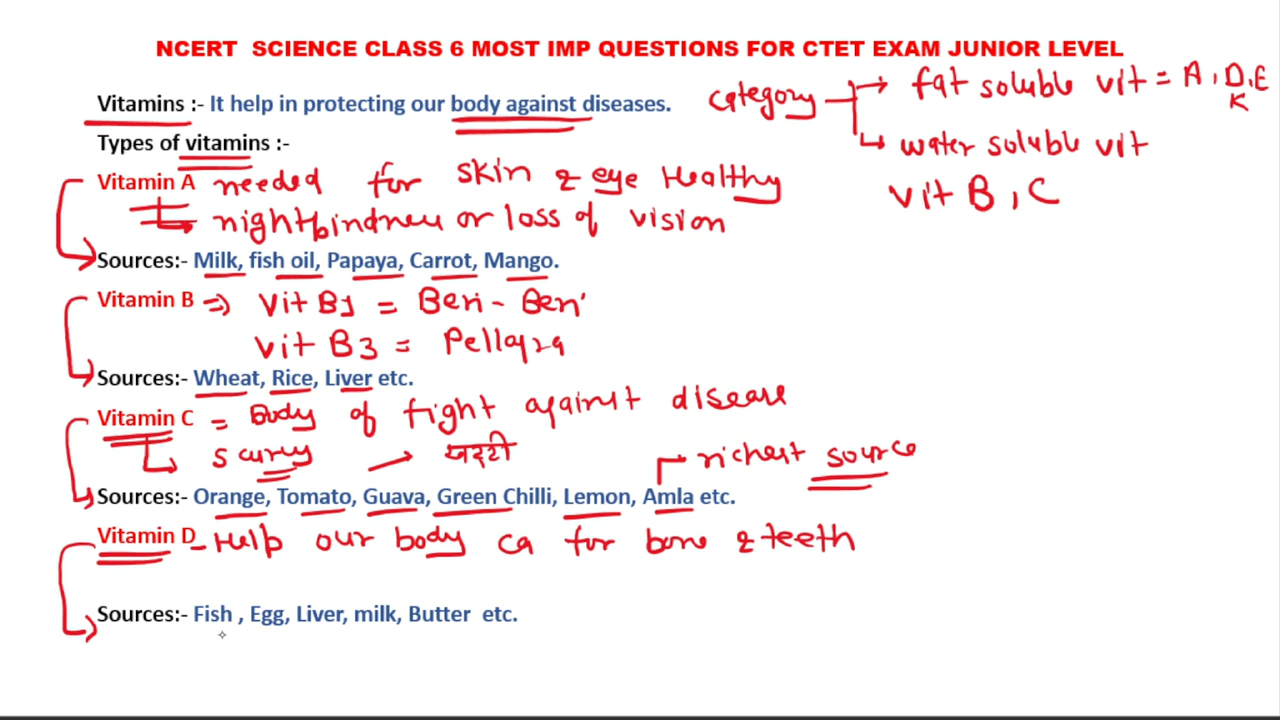 NCERT SCIENCE CLASS 6 MOST IMP QUESTIONS FOR CTET EXAM JUNIOR LEVEL
Vitamins :- It help in protecting our body against diseases.
category → fat soluble vit = A, D, E
K
→ water soluble vit
vit B, C
Types of vitamins :-
Vitamin A needed for skin & eye Healthy
nightbindness or loss of vision
Sources:- Milk, fish oil, Papaya, Carrot, Mango.
Vitamin B => vit B1 = Beri - Beri
vit B3 = Pellagra
Sources:- Wheat, Rice, Liver etc.
Vitamin C = Body of fight against disease
scurvy →
richest source
Sources:- Orange, Tomato, Guava, Green Chilli, Lemon, Amla etc.
Vitamin D - Help our body ca for bone & teeth
Sources:- Fish , Egg, Liver, milk, Butter etc.